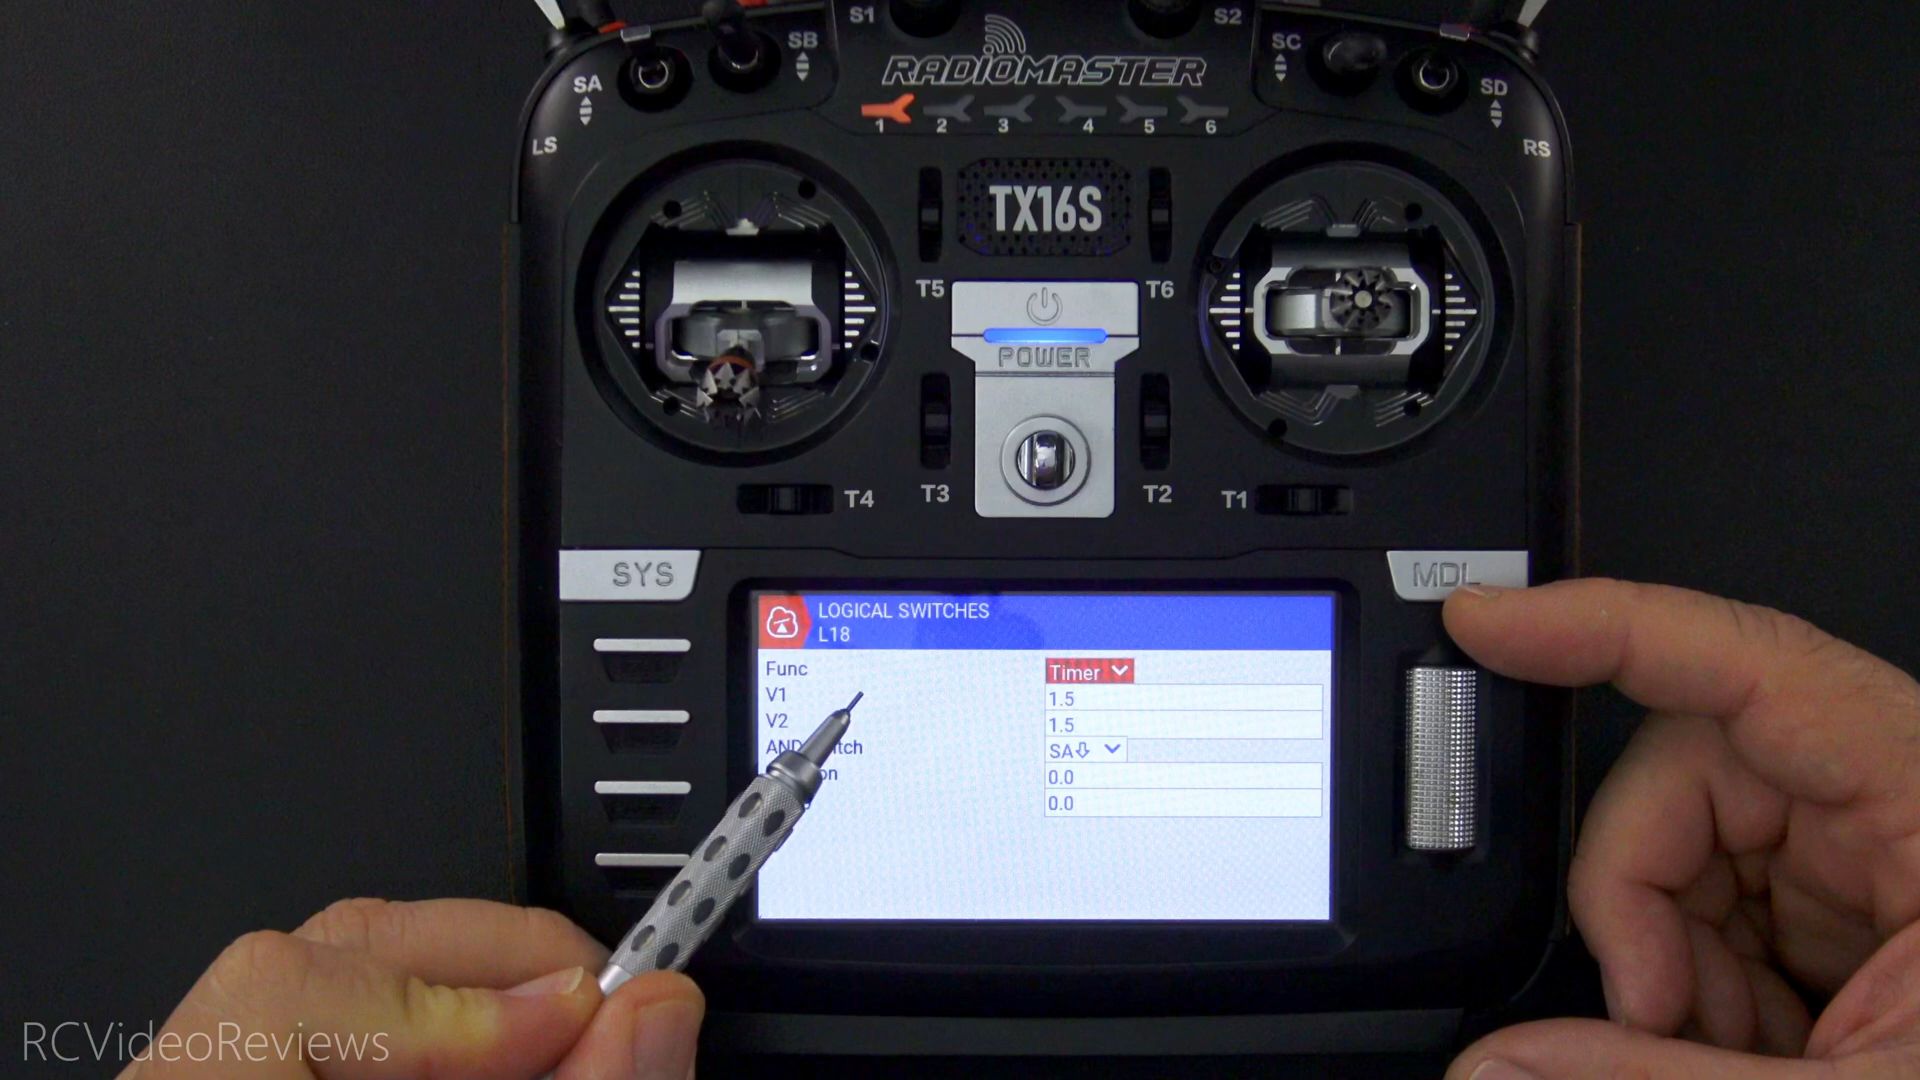 S1
S2
SB
SC
RADIOMASTER
SA
SD
1 2 3 4 5 6
LS
RS
TX16S
T5
T6
POWER
T4
T3
T2
T1
SYS
MDL
LOGICAL SWITCHES
L18
Func
Timer
V1
1.5
V2
1.5
SA
0.0
0.0
RCVideoReviews